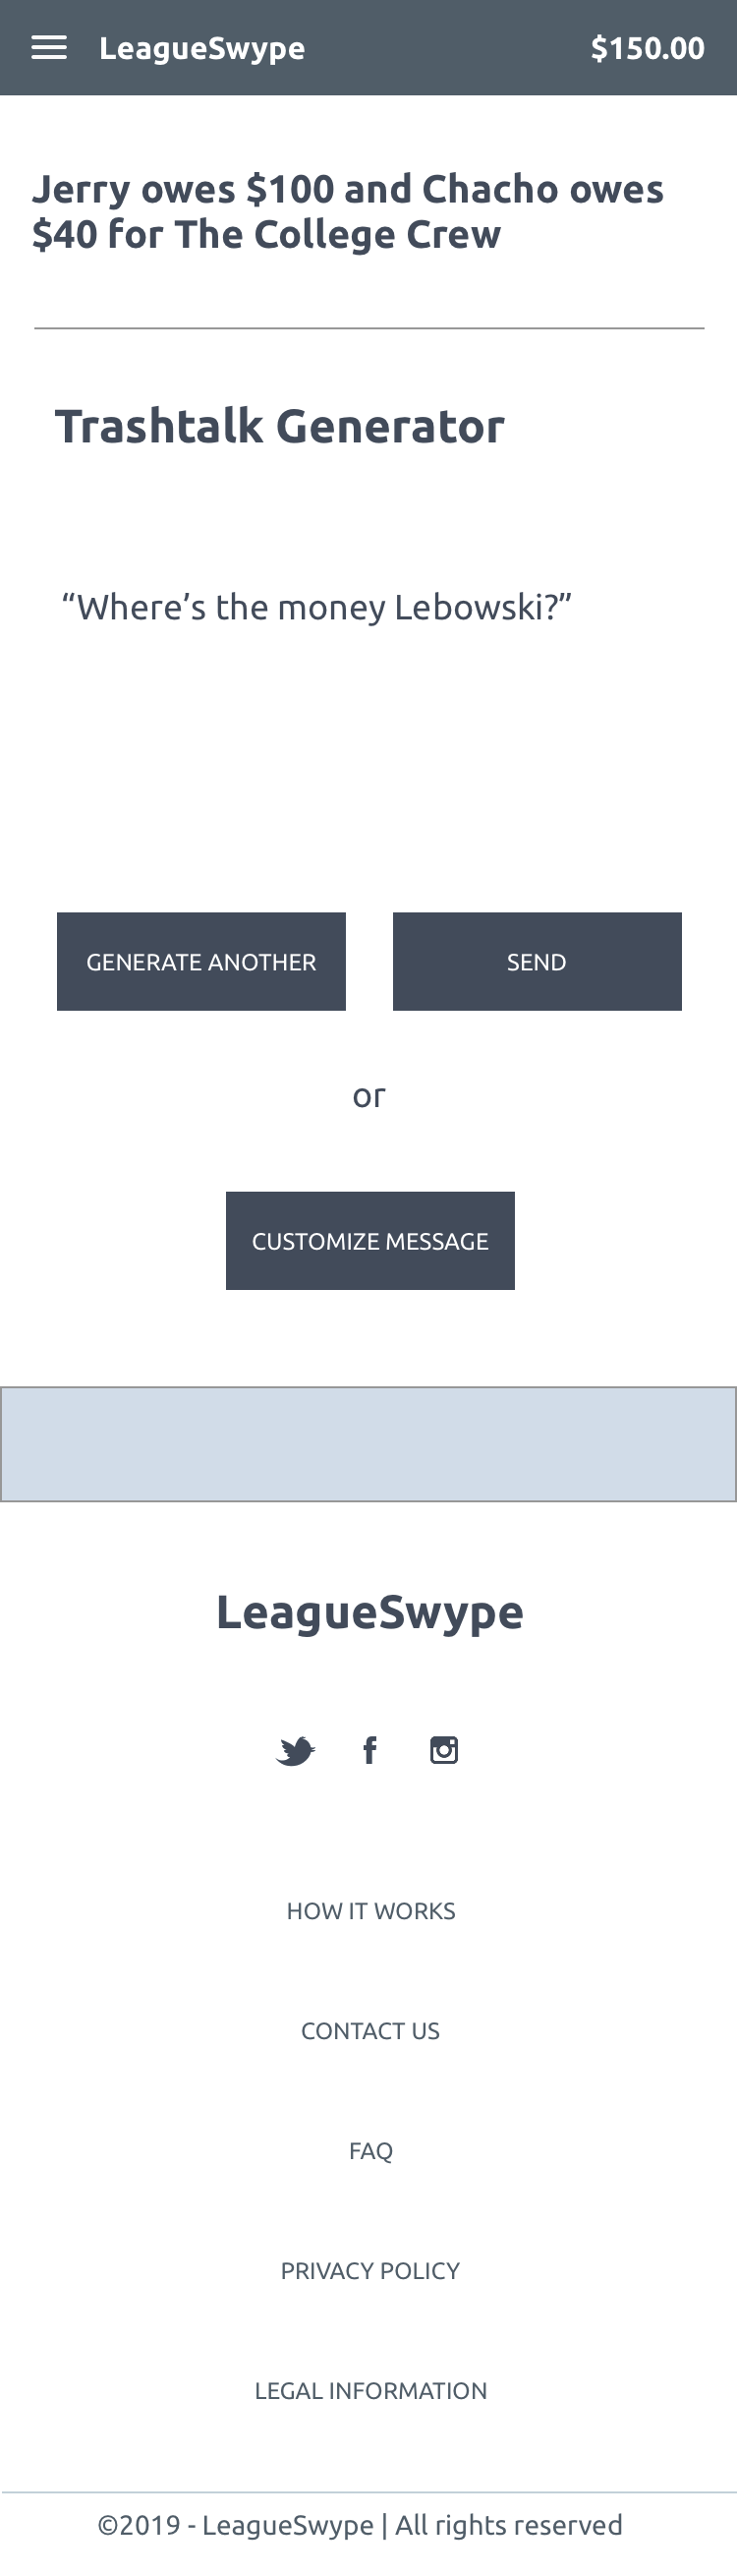 LeagueSwype $150.00
Jerry owes $100 and Chacho owes
$40 for The College Crew
Trashtalk Generator
“Where’s the money Lebowski?”
GENERATE ANOTHER SEND
or
CUSTOMIZE MESSAGE
LeagueSwype
HOW IT WORKS
CONTACT US
FAQ
PRIVACY POLICY
LEGAL INFORMATION
©2019 - LeagueSwype | All rights reserved